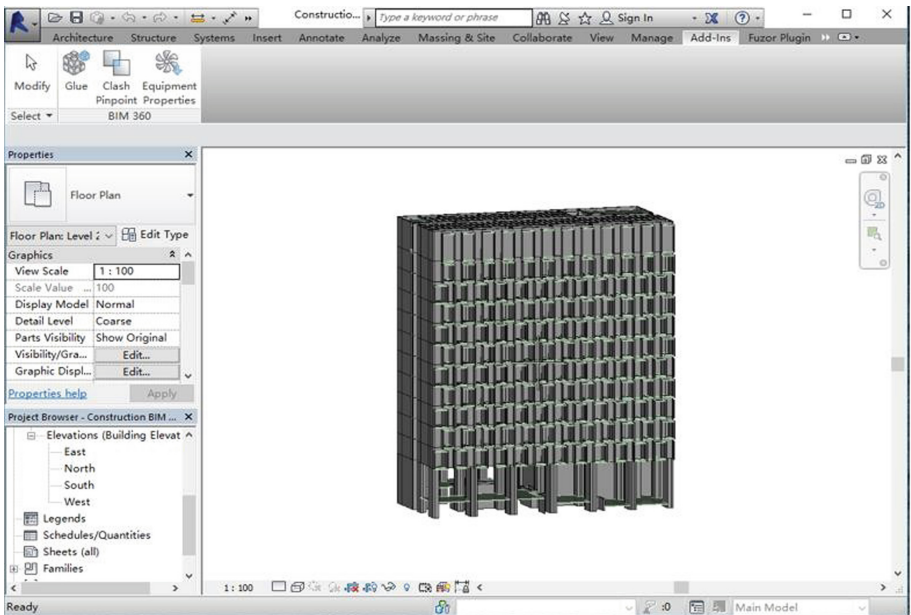 Constructio... Type a keyword or phrase Sign In
Architecture Structure Systems Insert Annotate Analyze Massing & Site Collaborate View Manage Add-Ins Fuzor Plugin
Modify Glue Clash Pinpoint Equipment Properties
Select BIM 360
Properties
Floor Plan
Floor Plan: Level 2 Edit Type
Graphics
View Scale 1 : 100
Scale Value ... 100
Display Model Normal
Detail Level Coarse
Parts Visibility Show Original
Visibility/Gra... Edit...
Graphic Displ... Edit...
Properties help Apply
Project Browser - Construction BIM ...
Elevations (Building Elevat
East
North
South
West
Legends
Schedules/Quantities
Sheets (all)
Families
1 : 100
Ready :0 Main Model